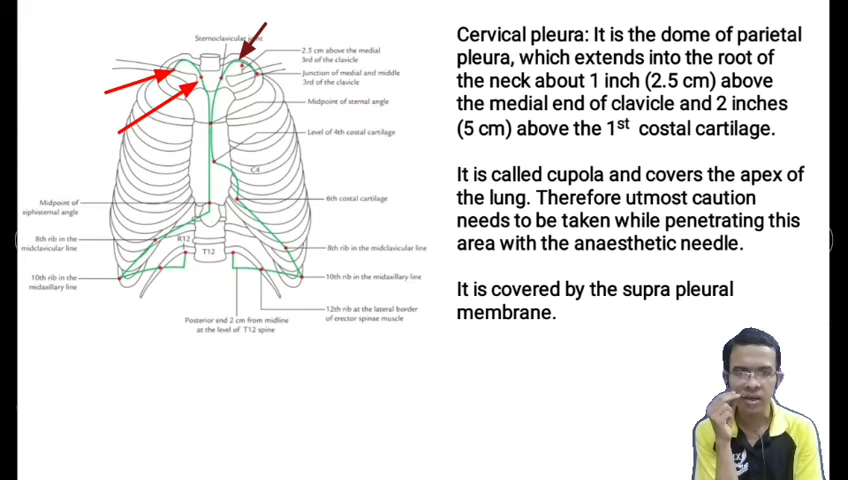 Sternoclavicular joint
2.5 cm above the medial
3rd of the clavicle
Junction of medial and middle
3rd of the clavicle
Midpoint of sternal angle
Level of 4th costal cartilage
C4
Midpoint of
xiphisternal angle
6th costal cartilage
8th rib in the
midclavicular line
R12
T12
8th rib in the midclavicular line
10th rib in the
midaxillary line
10th rib in the midaxillary line
12th rib at the lateral border
of erector spinae muscle
Posterior end 2 cm from midline
at the level of T12 spine
Cervical pleura: It is the dome of parietal
pleura, which extends into the root of
the neck about 1 inch (2.5 cm) above
the medial end of clavicle and 2 inches
(5 cm) above the 1st costal cartilage.
It is called cupola and covers the apex of
the lung. Therefore utmost caution
needs to be taken while penetrating this
area with the anaesthetic needle.
It is covered by the supra pleural
membrane.